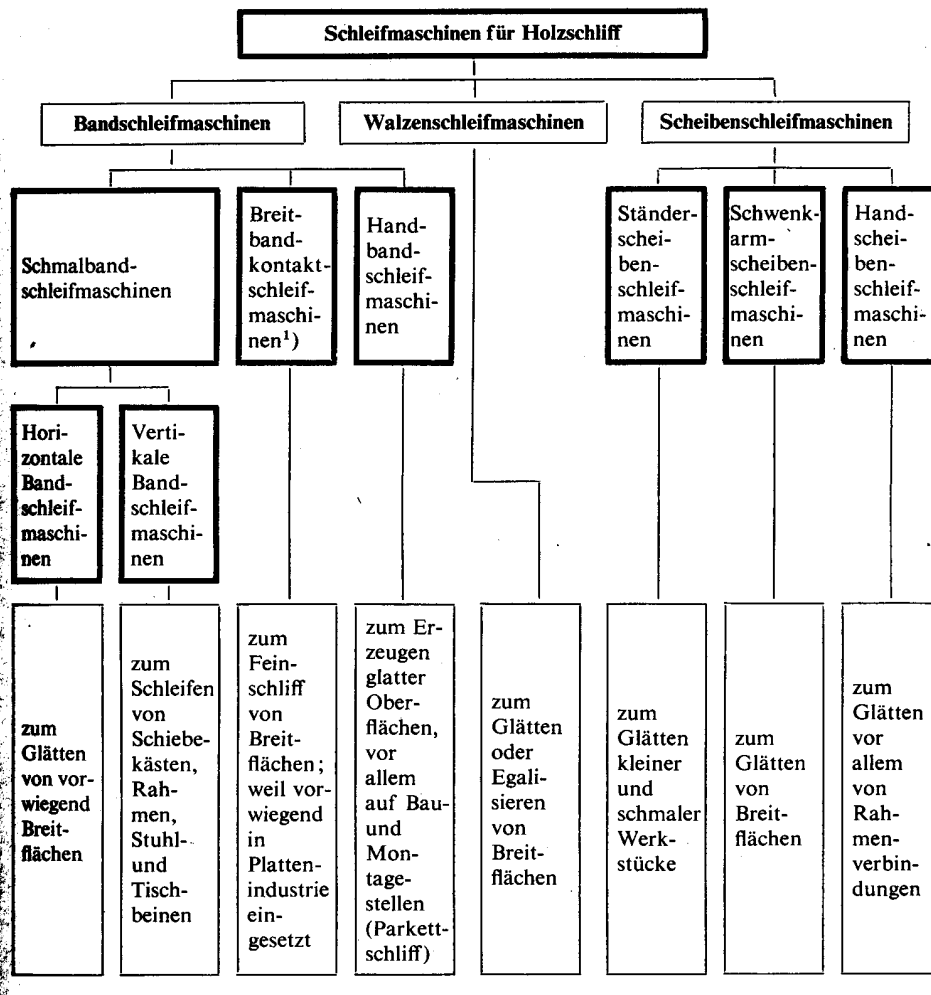 Schleifmaschinen für Holzschliff
Bandschleifmaschinen
Walzenschleifmaschinen
Scheibenschleifmaschinen
Schmalband-
schleifmaschinen
Breit-
band-
kontakt-
schleif-
maschi-
nen¹)
Hand-
band-
schleif-
maschi-
nen
Ständer-
schei-
ben-
schleif-
maschi-
nen
Schwenk-
arm-
scheiben-
schleif-
maschi-
nen
Hand-
schei-
ben-
schleif-
maschi-
nen
Hori-
zontale
Band-
schleif-
maschi-
nen
Verti-
kale
Band-
schleif-
maschi-
nen
zum
Glätten
von vor-
wiegend
Breit-
flächen
zum
Schleifen
von
Schiebe-
kästen,
Rah-
men,
Stuhl-
und
Tisch-
beinen
zum
Fein-
schliff
von
Breit-
flächen;
weil vor-
wiegend
in
Platten-
industrie
ein-
gesetzt
zum Er-
zeugen
glatter
Ober-
flächen,
vor
allem
auf Bau-
und
Mon-
tage-
stellen
(Parkett-
schliff)
zum
Glätten
oder
Egali-
sieren
von
Breit-
flächen
zum
Glätten
kleiner
und
schmaler
Werk-
stücke
zum
Glätten
von
Breit-
flächen
zum
Glätten
vor
allem
von
Rah-
men-
verbin-
dungen